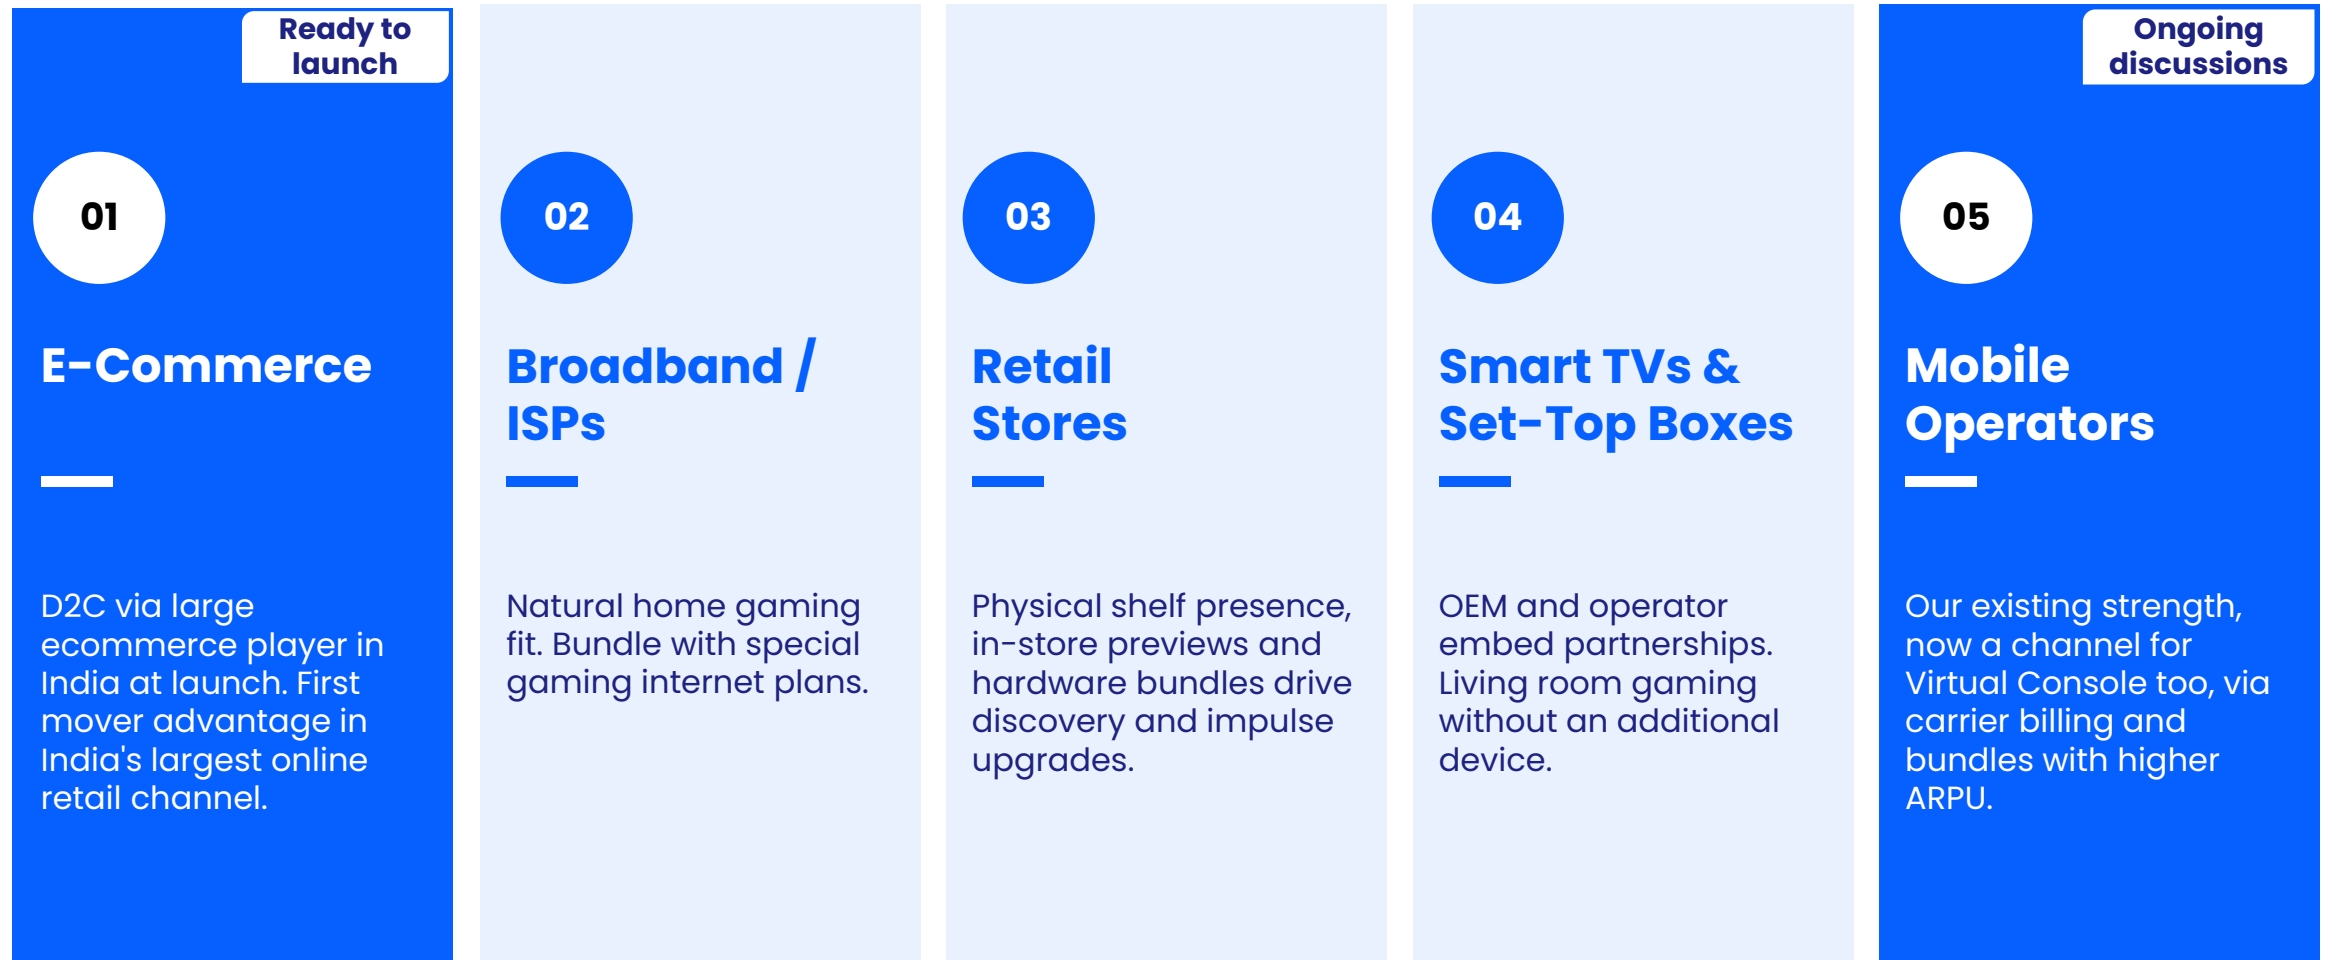 Ready to
launch
01
E-Commerce
D2C via large
ecommerce player in
India at launch. First
mover advantage in
India's largest online
retail channel.
02
Broadband /
ISPs
Natural home gaming
fit. Bundle with special
gaming internet plans.
03
Retail
Stores
Physical shelf presence,
in-store previews and
hardware bundles drive
discovery and impulse
upgrades.
04
Smart TVs &
Set-Top Boxes
OEM and operator
embed partnerships.
Living room gaming
without an additional
device.
Ongoing
discussions
05
Mobile
Operators
Our existing strength,
now a channel for
Virtual Console too, via
carrier billing and
bundles with higher
ARPU.